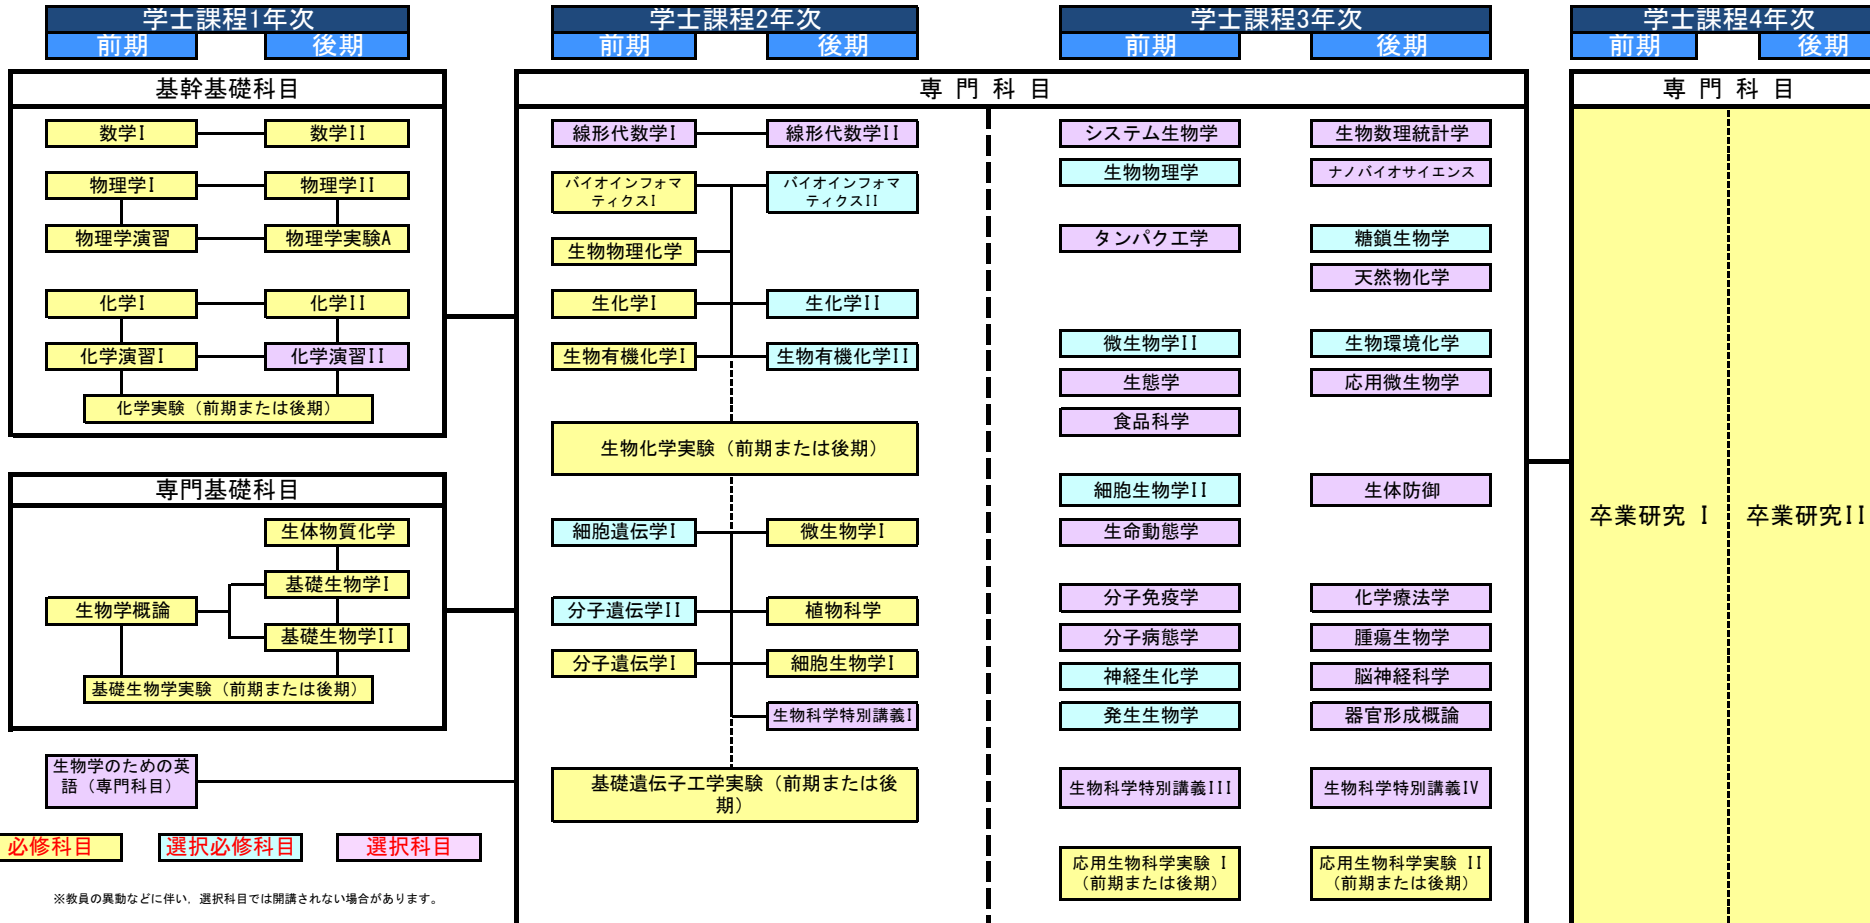 学士課程1年次
前期
後期
学士課程2年次
前期
後期
学士課程3年次
前期
後期
学士課程4年次
前期
後期
基幹基礎科目
数学I
数学II
物理学I
物理学II
物理学演習
物理学実験A
化学I
化学II
化学演習I
化学演習II
化学実験（前期または後期）
専門基礎科目
生体物質化学
基礎生物学I
生物学概論
基礎生物学II
基礎生物学実験（前期または後期）
生物学のための英
語（専門科目）
必修科目
選択必修科目
選択科目
※教員の異動などに伴い、選択科目では開講されない場合があります。
専門科目
線形代数学I
線形代数学II
バイオインフォマ
ティクスI
バイオインフォマ
ティクスII
生物物理化学
生化学I
生化学II
生物有機化学I
生物有機化学II
生物化学実験（前期または後期）
細胞遺伝学I
微生物学I
分子遺伝学II
植物科学
分子遺伝学I
細胞生物学I
生物科学特別講義I
基礎遺伝子工学実験（前期または後
期）
システム生物学
生物数理統計学
生物物理学
ナノバイオサイエンス
タンパク工学
糖鎖生物学
天然物化学
微生物学II
生物環境化学
生態学
応用微生物学
食品科学
細胞生物学II
生体防御
生命動態学
分子免疫学
化学療法学
分子病態学
腫瘍生物学
神経生化学
脳神経科学
発生生物学
器官形成概論
生物科学特別講義III
生物科学特別講義IV
応用生物科学実験 I
（前期または後期）
応用生物科学実験 II
（前期または後期）
専門科目
卒業研究 I
卒業研究II